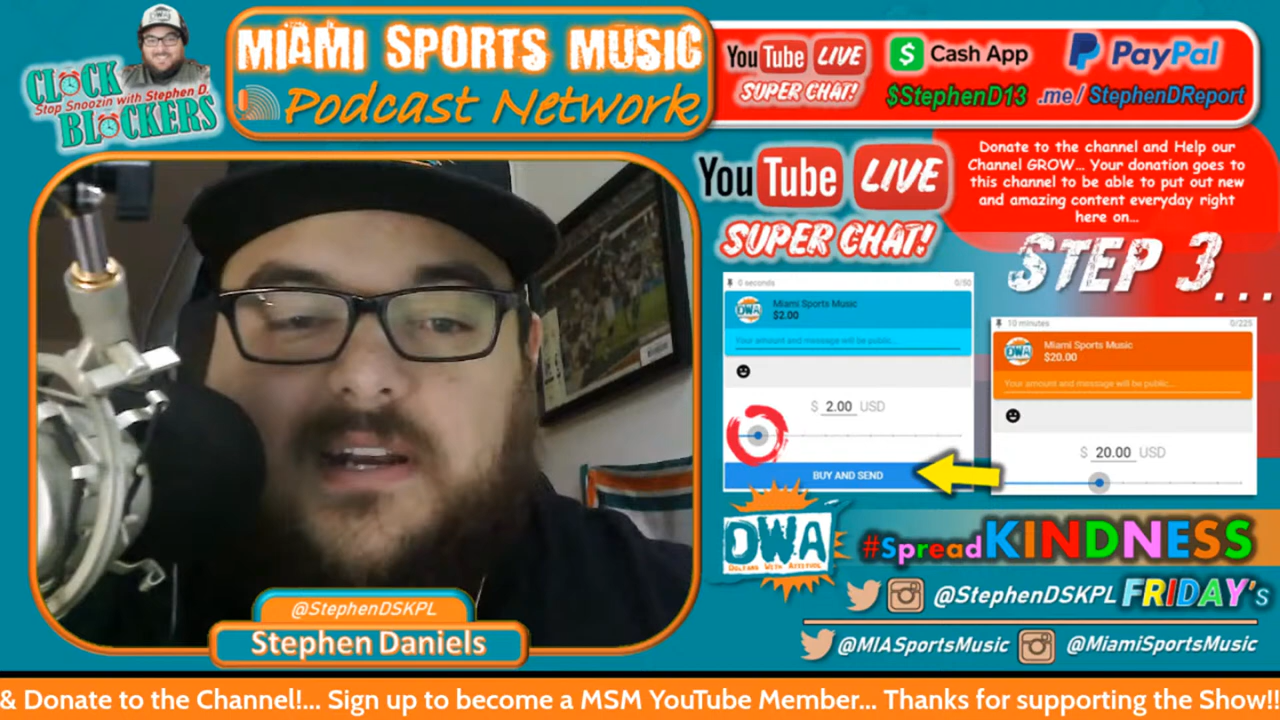 DWA
CLOCK
Stop Snoozin with Stephen D.
BLOCKERS
MIAMI SPORTS MUSIC
Podcast Network
YouTube LIVE
SUPER CHAT!
$ Cash App
$StephenD13
PayPal
.me/StephenDReport
YouTube LIVE
SUPER CHAT!
Donate to the channel and Help our
Channel GROW... Your donation goes to
this channel to be able to put out new
and amazing content everyday right
here on...
STEP 3...
0 seconds 0/50
DWA
Miami Sports Music
$2.00
Your amount and message will be public...
$ 2.00 USD
BUY AND SEND
10 minutes 0/225
DWA
Miami Sports Music
$20.00
Your amount and message will be public...
$ 20.00 USD
DWA
DOLFANS WITH ATTITUDE
#SpreadKINDNESS
@StephenDSKPL FRIDAY's
@MIASportsMusic @MiamiSportsMusic
@StephenDSKPL
Stephen Daniels
& Donate to the Channel!... Sign up to become a MSM YouTube Member... Thanks for supporting the Show!!